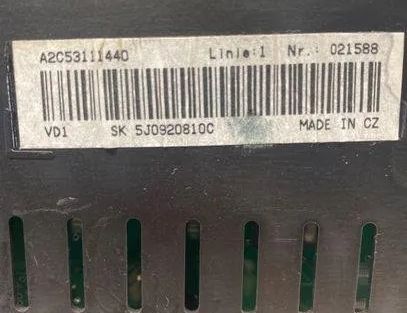 A2C53111440 Linie:1 Nr.: 021588
VD1 SK 5J0920810C MADE IN CZ